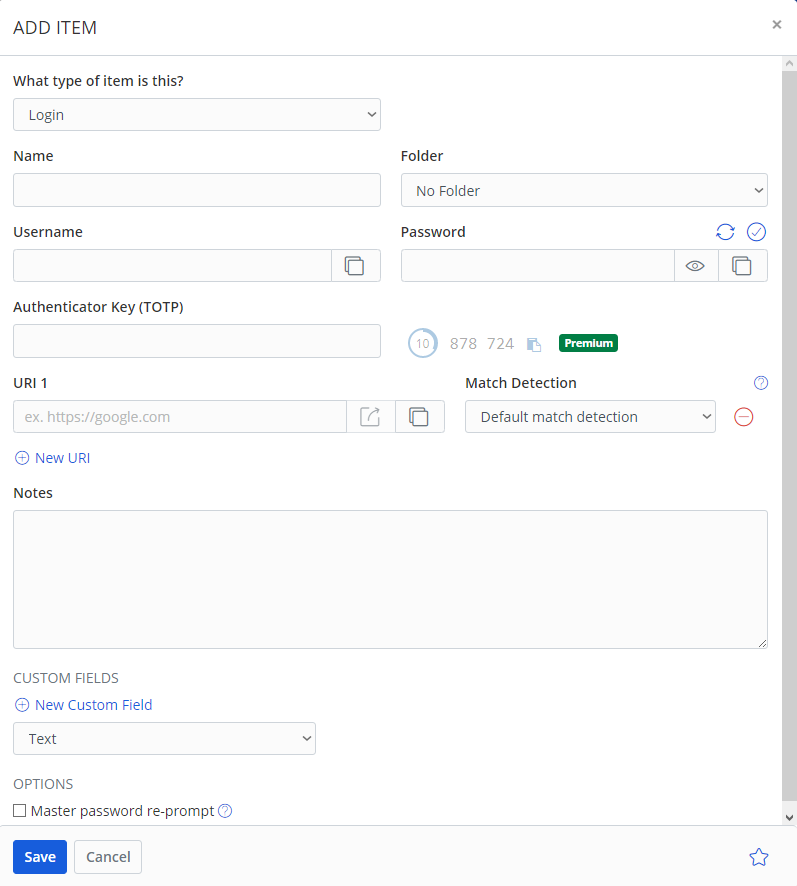 ADD ITEM
What type of item is this?
Login
Name
Folder
No Folder
Username
Password
Authenticator Key (TOTP)
10 878 724 Premium
URI 1
Match Detection
ex. https://google.com
Default match detection
New URI
Notes
CUSTOM FIELDS
New Custom Field
Text
OPTIONS
Master password re-prompt
Save Cancel